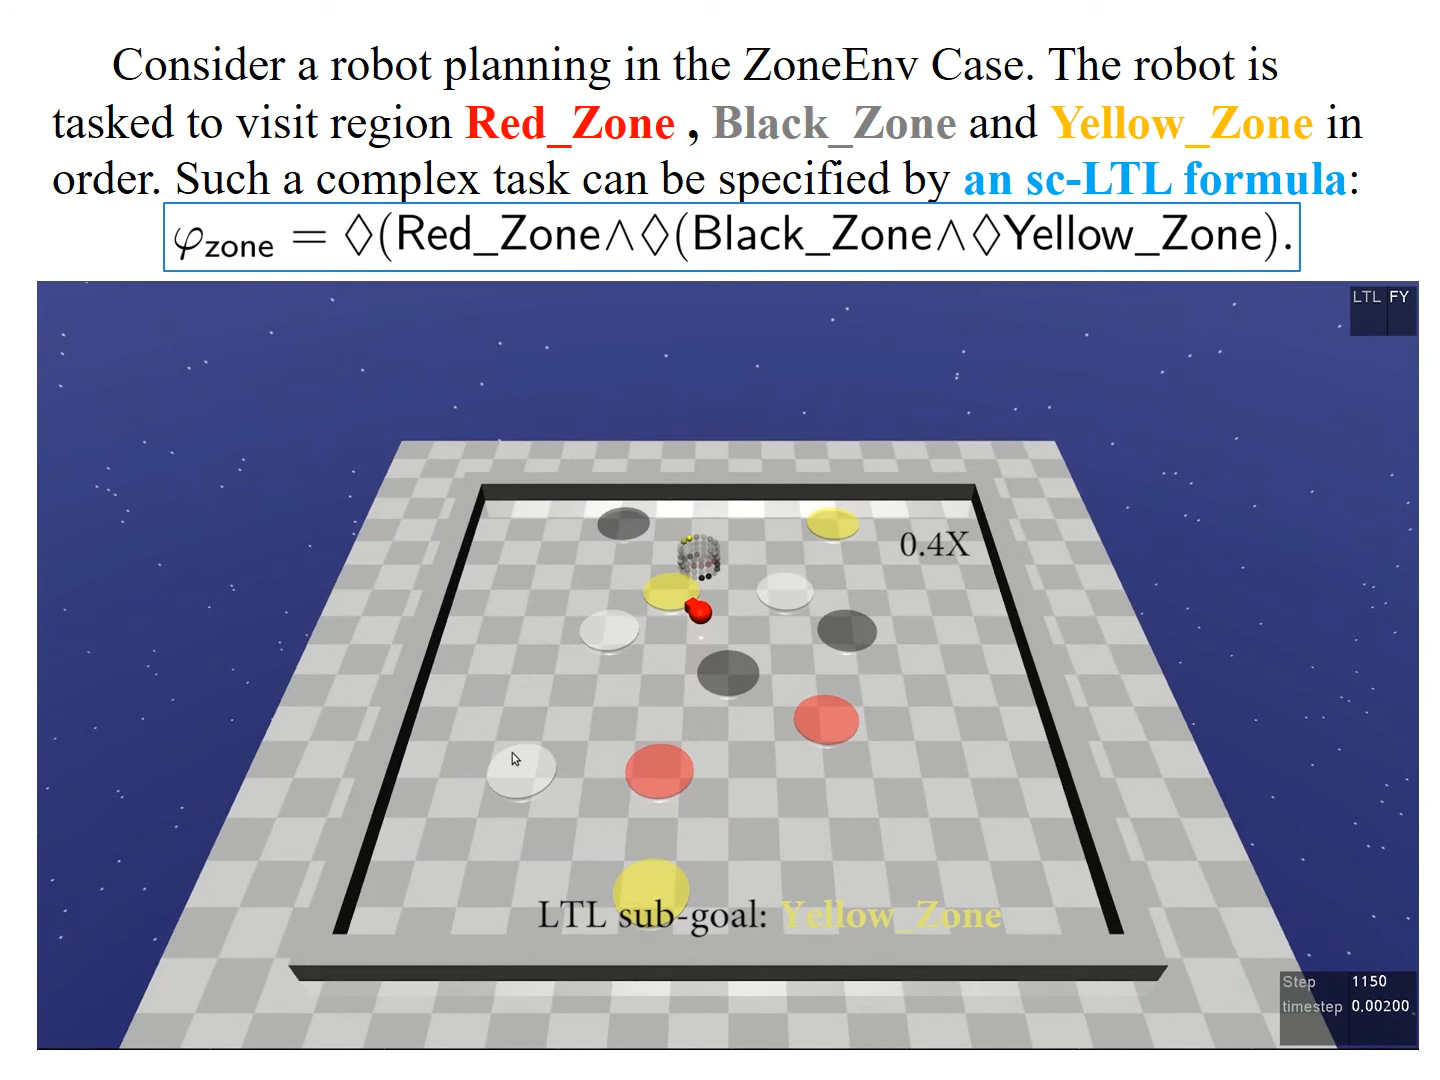 Consider a robot planning in the ZoneEnv Case. The robot is
tasked to visit region Red_Zone , Black_Zone and Yellow_Zone in
order. Such a complex task can be specified by an sc-LTL formula:
φzone = ◊(Red_Zone∧◊(Black_Zone∧◊Yellow_Zone).
LTL FY
0.4X
LTL sub-goal: Yellow_Zone
Step 1150
timestep 0.00200